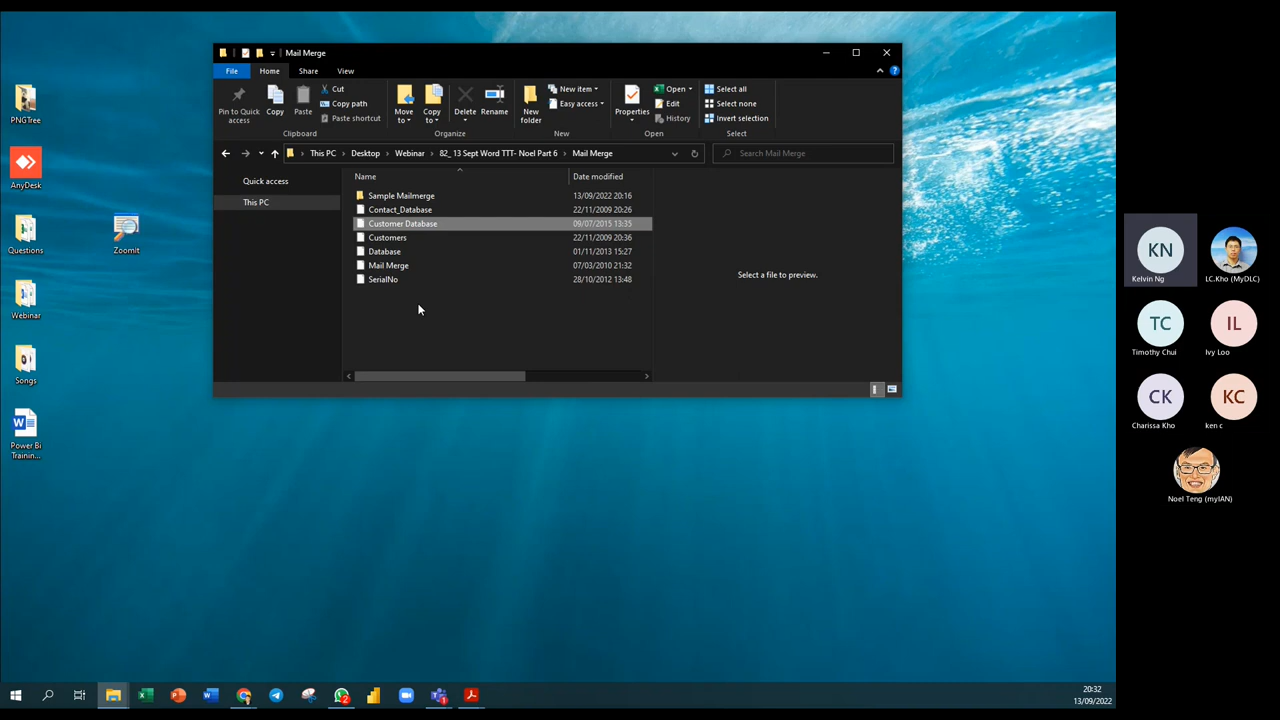 Mail Merge
File
Home
Share
View
Pin to Quick access
Copy
Paste
Cut
Copy path
Paste shortcut
Clipboard
Move to
Copy to
Delete
Rename
Organize
New folder
New item
Easy access
New
Properties
Open
Edit
History
Open
Select all
Select none
Invert selection
Select
This PC > Desktop > Webinar > 82_ 13 Sept Word TTT- Noel Part 6 > Mail Merge
Search Mail Merge
Quick access
This PC
Name Date modified
Sample Mailmerge 13/09/2022 20:16
Contact_Database 22/11/2009 20:26
Customer Database 09/07/2015 13:35
Customers 22/11/2009 20:36
Database 01/11/2013 15:27
Mail Merge 07/03/2010 21:32
SerialNo 28/10/2012 13:48
Select a file to preview.
PNGTree
AnyDesk
Questions
Zoomit
Webinar
Songs
Power Bi
Trainin...
KN
Kelvin Ng
LC.Kho (MyDLC)
TC
Timothy Chui
IL
Ivy Loo
CK
Charissa Kho
KC
ken c
Noel Teng (myIAN)
20:32
13/09/2022